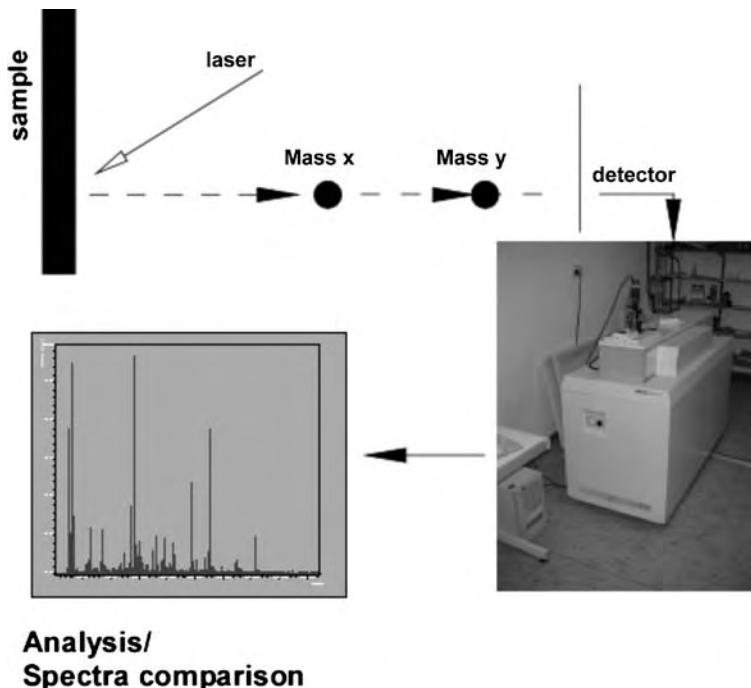 sample
laser
Mass x
Mass y
detector
Analysis/
Spectra comparison